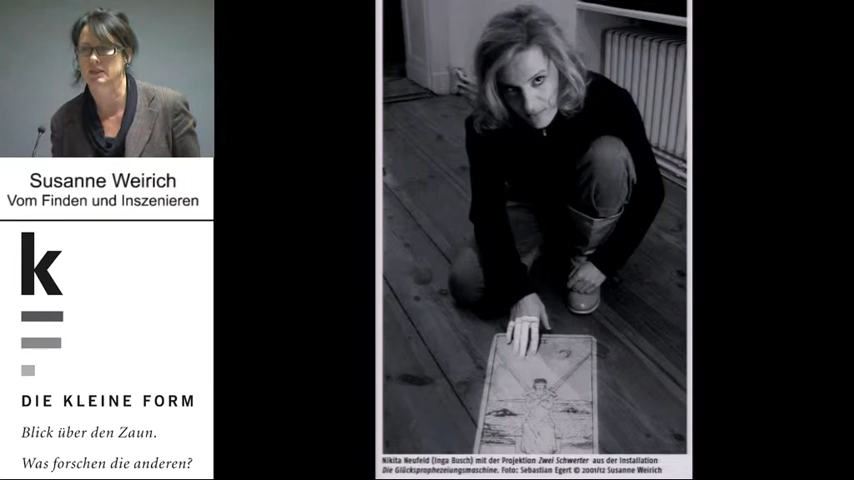 Susanne Weirich
Vom Finden und Inszenieren
k
DIE KLEINE FORM
Blick über den Zaun.
Was forschen die anderen?
Nikita Neufeld (Inga Busch) mit der Projektion Zwei Schwerter aus der Installation
Die Glücksprophezeiungsmaschine. Foto: Sebastian Egert © 2001/12 Susanne Weirich